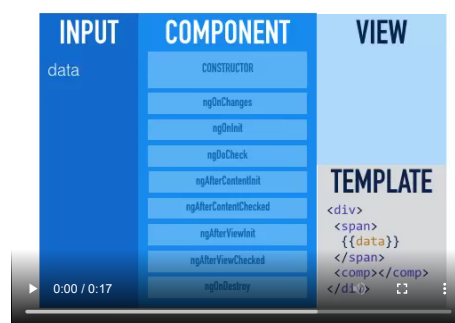 INPUT
data
COMPONENT
CONSTRUCTOR
ngOnChanges
ngOnInit
ngDoCheck
ngAfterContentInit
ngAfterContentChecked
ngAfterViewInit
ngAfterViewChecked
ngOnDestroy
VIEW
TEMPLATE
<div>
<span>
{{data}}
</span>
<comp></comp>
</div>
0:00 / 0:17